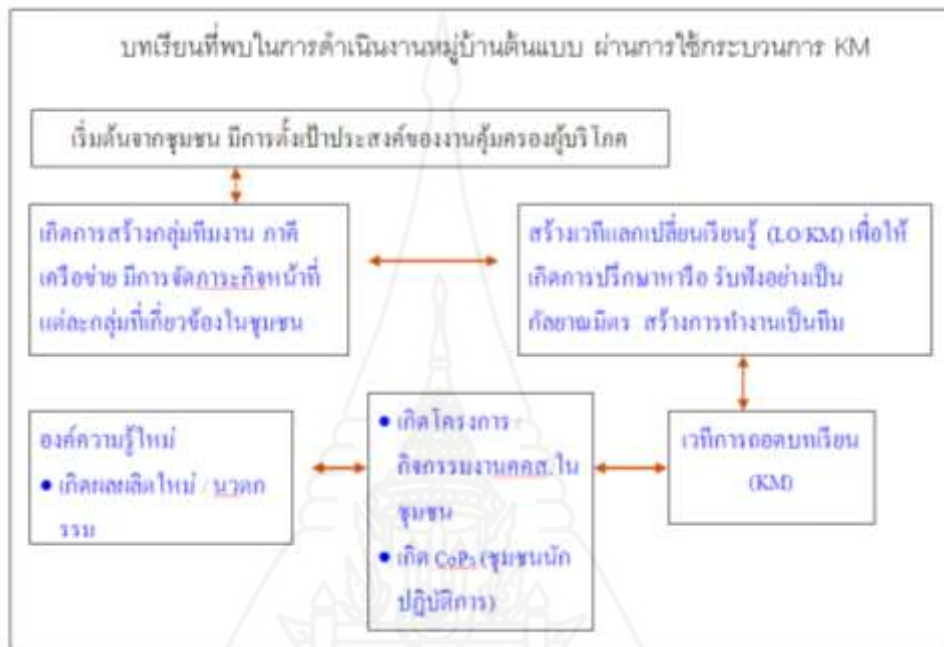 บทเรียนที่พบในการดำเนินงานหมู่บ้านต้นแบบ ผ่านการใช้กระบวนการ KM
เริ่มต้นจากชุมชน มีการตั้งเป้าประสงค์ของงานคุ้มครองผู้บริโภค
เกิดการสร้างกลุ่มทีมงาน ภาคี
เครือข่าย มีการจัดภาระกิจหน้าที่
แต่ละกลุ่มที่เกี่ยวข้องในชุมชน
สร้างเวทีแลกเปลี่ยนเรียนรู้ (LO KM) เพื่อให้
เกิดการปรึกษาหารือ รับฟังอย่างเป็น
กัลยาณมิตร สร้างการทำงานเป็นทีม
องค์ความรู้ใหม่
● เกิดผลผลิตใหม่ / นวตก
รรม
● เกิดโครงการ /
กิจกรรมงานคคส.ใน
ชุมชน
● เกิด CoPs (ชุมชนนัก
ปฏิบัติการ)
เวทีการถอดบทเรียน
(KM)